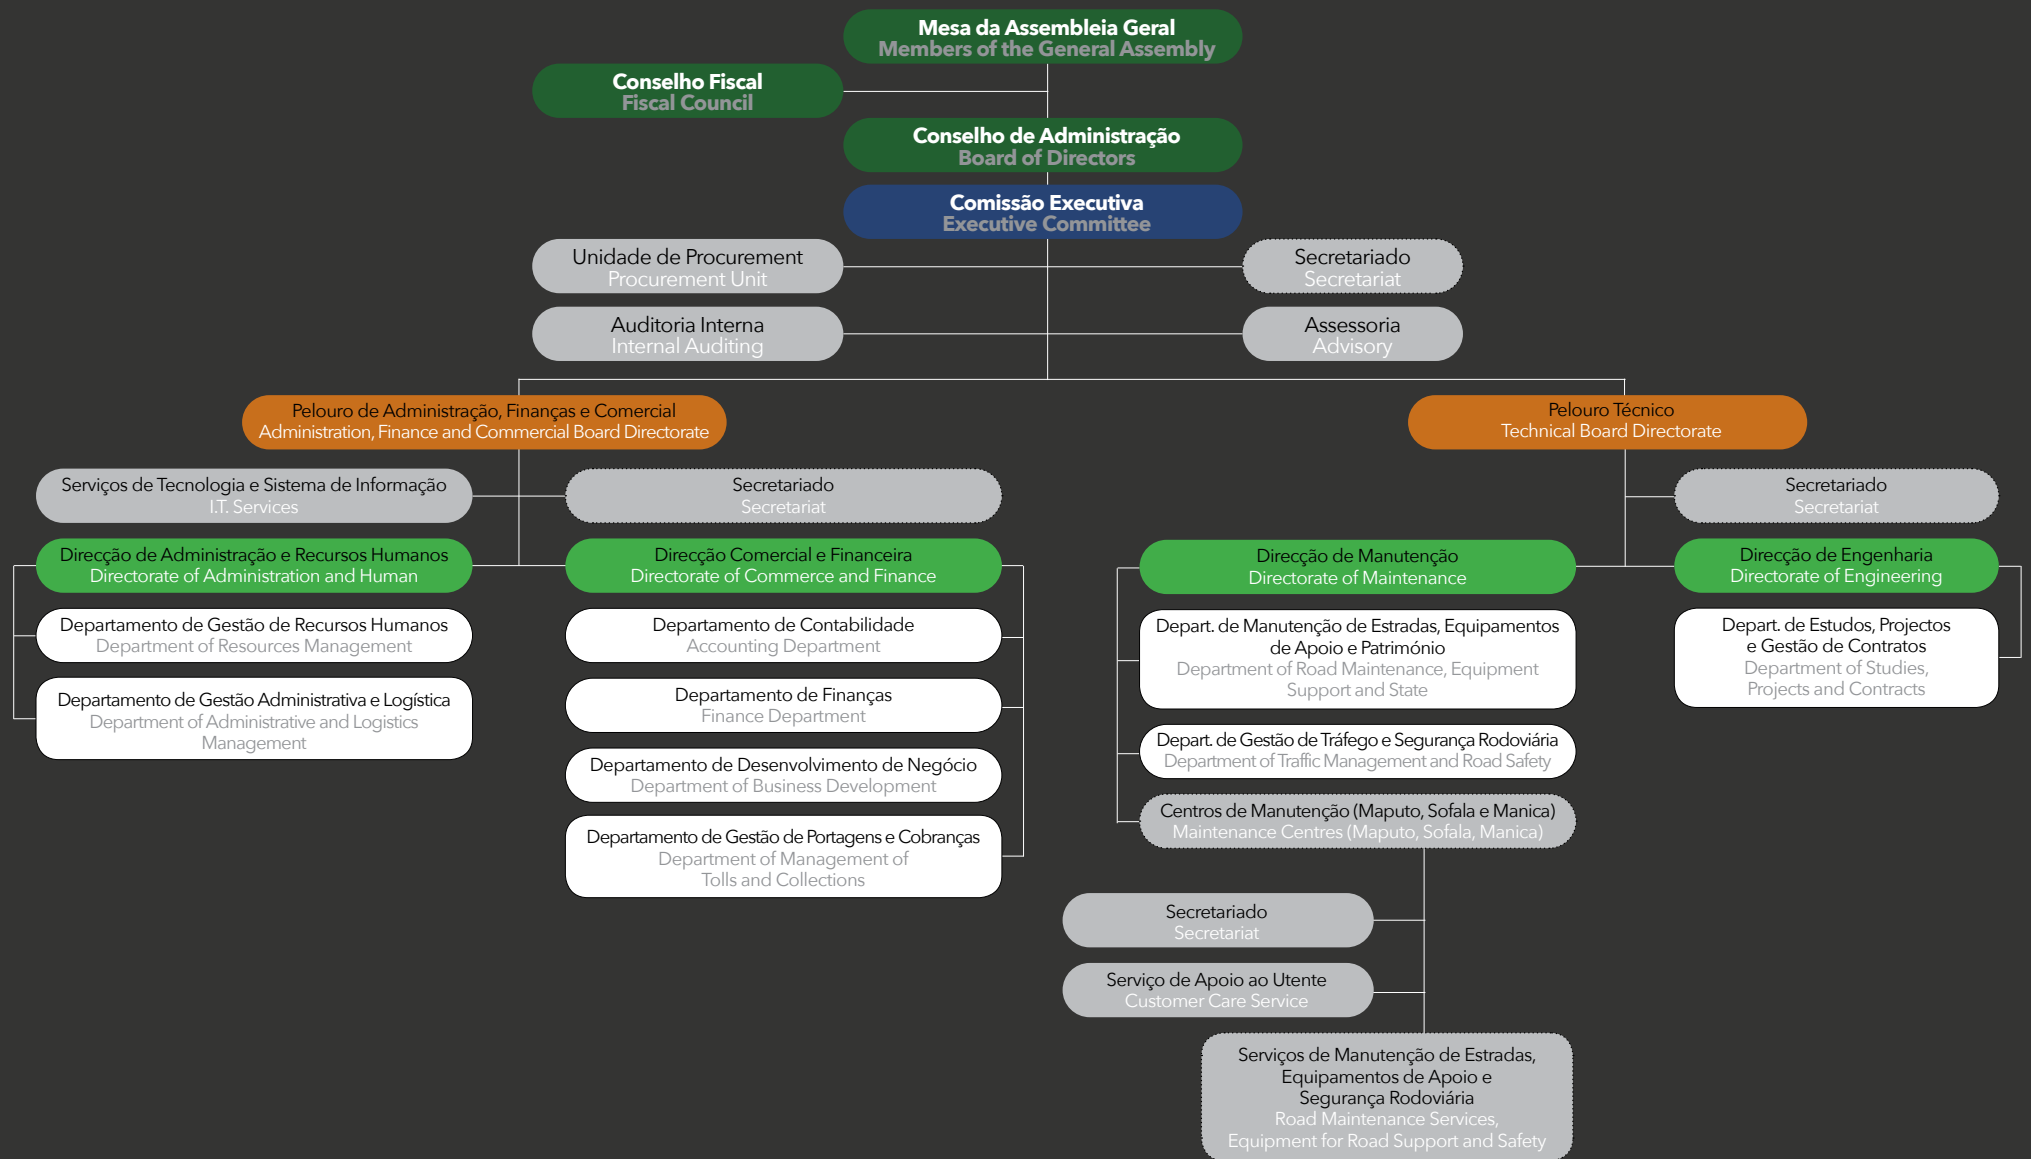 Mesa da Assembleia Geral
Members of the General Assembly
Conselho Fiscal
Fiscal Council
Conselho de Administração
Board of Directors
Comissão Executiva
Executive Committee
Unidade de Procurement
Procurement Unit
Secretariado
Secretariat
Auditoria Interna
Internal Auditing
Assessoria
Advisory
Pelouro de Administração, Finanças e Comercial
Administration, Finance and Commercial Board Directorate
Pelouro Técnico
Technical Board Directorate
Serviços de Tecnologia e Sistema de Informação
I.T. Services
Secretariado
Secretariat
Secretariado
Secretariat
Direcção de Administração e Recursos Humanos
Directorate of Administration and Human
Direcção Comercial e Financeira
Directorate of Commerce and Finance
Direcção de Manutenção
Directorate of Maintenance
Direcção de Engenharia
Directorate of Engineering
Departamento de Gestão de Recursos Humanos
Department of Resources Management
Departamento de Gestão Administrativa e Logística
Department of Administrative and Logistics
Management
Departamento de Contabilidade
Accounting Department
Departamento de Finanças
Finance Department
Departamento de Desenvolvimento de Negócio
Department of Business Development
Departamento de Gestão de Portagens e Cobranças
Department of Management of
Tolls and Collections
Depart. de Manutenção de Estradas, Equipamentos
de Apoio e Património
Department of Road Maintenance, Equipment
Support and State
Depart. de Gestão de Tráfego e Segurança Rodoviária
Department of Traffic Management and Road Safety
Centros de Manutenção (Maputo, Sofala e Manica)
Maintenance Centres (Maputo, Sofala, Manica)
Depart. de Estudos, Projectos
e Gestão de Contratos
Department of Studies,
Projects and Contracts
Secretariado
Secretariat
Serviço de Apoio ao Utente
Customer Care Service
Serviços de Manutenção de Estradas,
Equipamentos de Apoio e
Segurança Rodoviária
Road Maintenance Services,
Equipment for Road Support and Safety